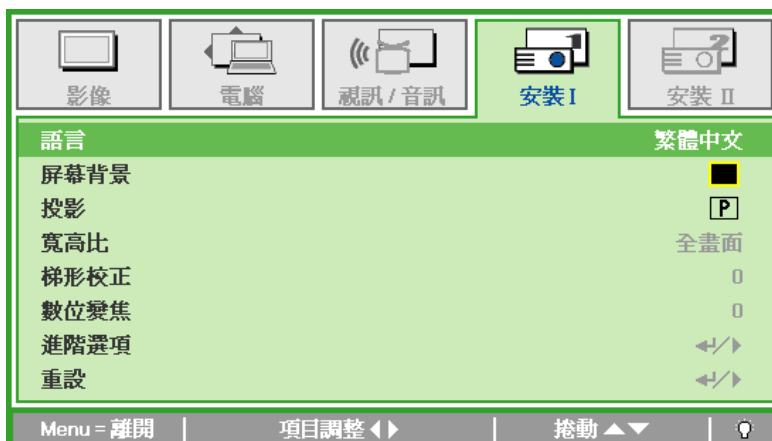 影像 電腦 視訊 / 音訊 安裝 I 安裝 II
語言 繁體中文
屏幕背景
投影 P
寬高比 全畫面
梯形校正 0
數位變焦 0
進階選項
重設
Menu = 離開 項目調整 捲動